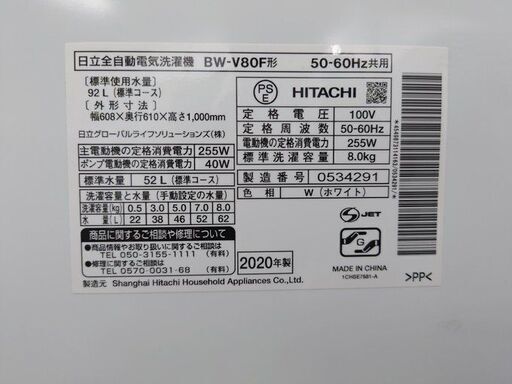 日立全自動電気洗濯機 BW-V80F形 50-60Hz共用
〔標準使用水量〕
92L(標準コース)
〔外形寸法〕
幅608×奥行610×高さ1,000mm
日立グローバルライフソリューションズ(株)
主電動機の定格消費電力 255W
ポンプ電動機の定格消費電力 40W
標準水量 52L(標準コース)
洗濯容量と水量(手動設定の水量)
洗濯容量(kg) 0.5 3.0 5.0 7.0 8.0
水量(L) 22 38 46 52 62
商品に関するご相談や修理について
・商品情報やお取り扱いに関するご相談は
TEL 050-3155-1111 (有料)
・修理に関するご相談は
TEL 0570-0031-68 (有料)
製造元: Shanghai Hitachi Household Appliances Co., Ltd.
PS
E
HITACHI
定格電圧 100V
定格周波数 50-60Hz
電動機の定格消費電力 255W
標準洗濯容量 8.0kg
製造番号 0534291
色相 W(ホワイト)
S-JET
G
2020年製
MADE IN CHINA
1CHSE7681-A
>PP<